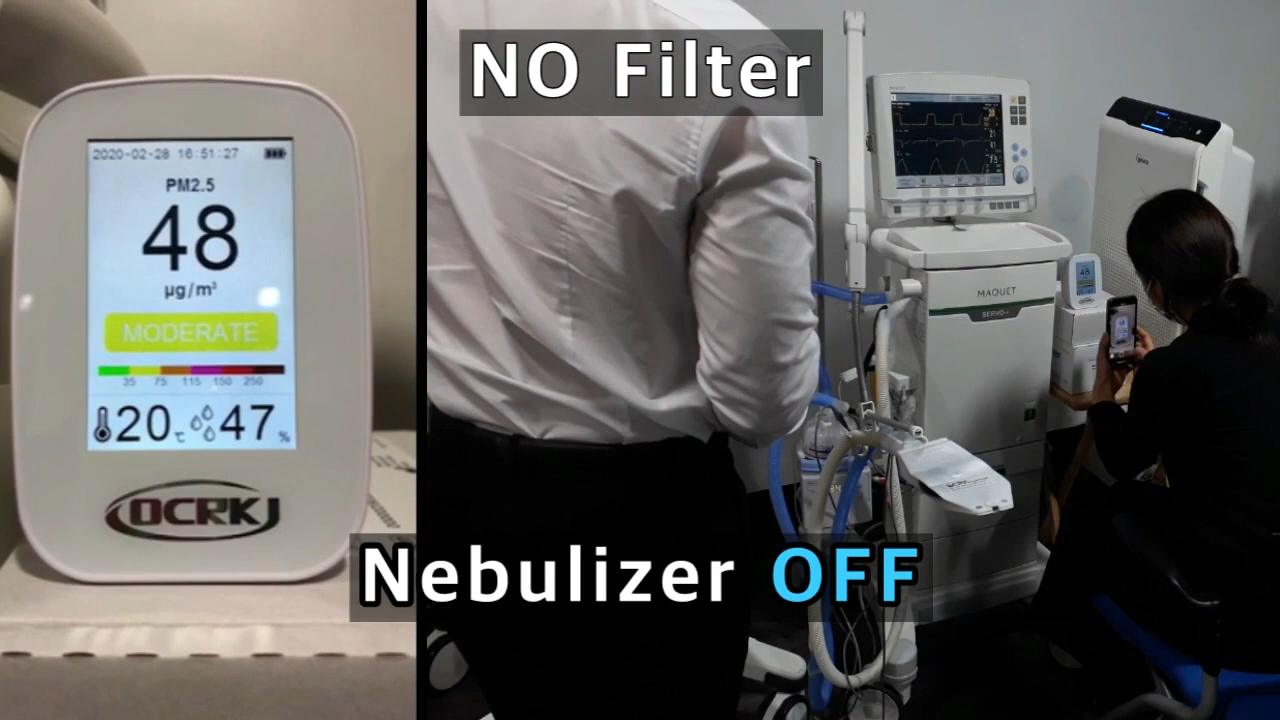 NO Filter
2020-02-28 16:51:27
PM2.5
48
µg/m³
MODERATE
35 75 115 150 250
20 ℃ 47 %
OCRKJ
MAQUET
SERVO-i
48
Nebulizer OFF